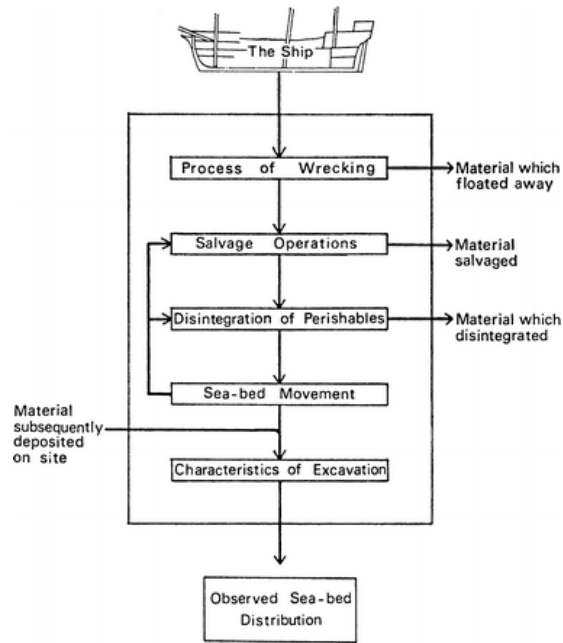 The Ship
Process of Wrecking
Material which
floated away
Salvage Operations
Material
salvaged
Disintegration of Perishables
Material which
disintegrated
Sea-bed Movement
Material
subsequently
deposited
on site
Characteristics of Excavation
Observed Sea-bed
Distribution